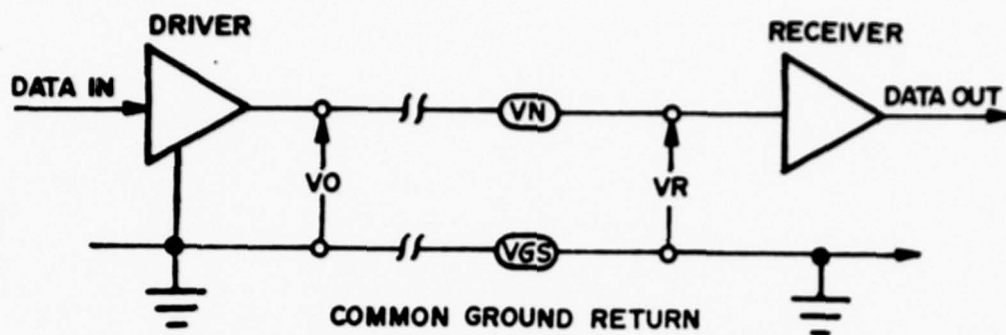 DRIVER
RECEIVER
DATA IN
VN
DATA OUT
VO
VR
VGS
COMMON GROUND RETURN